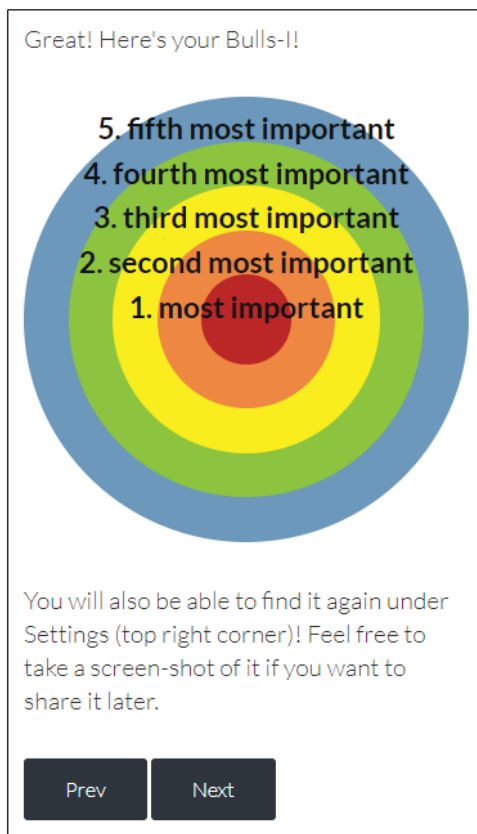 Great! Here's your Bulls-I!
5. fifth most important
4. fourth most important
3. third most important
2. second most important
1. most important
You will also be able to find it again under
Settings (top right corner)! Feel free to
take a screen-shot of it if you want to
share it later.
Prev Next